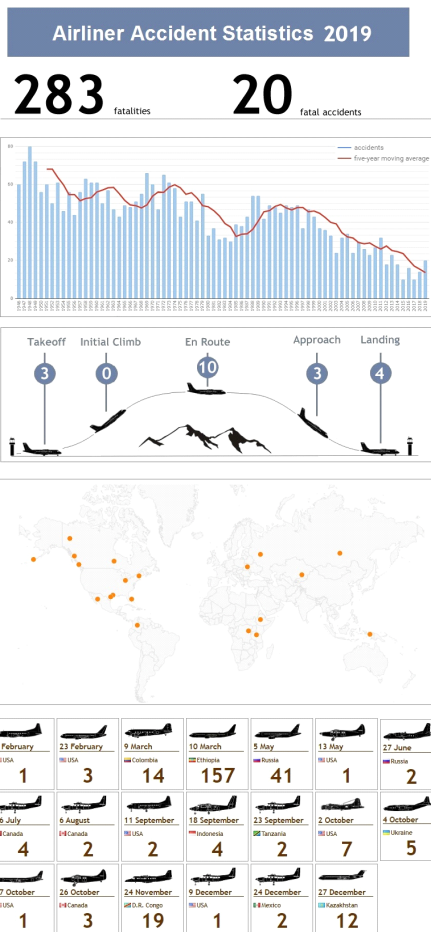 Airliner Accident Statistics 2019
283 fatalities
20 fatal accidents
accidents
five-year moving average
80
60
40
20
0
Takeoff Initial Climb En Route Approach Landing
3 0 10 3 4
February 23 February 9 March 10 March 5 May 13 May 27 June
USA USA Colombia Ethiopia Russia USA Russia
1 3 14 157 41 1 2
6 July 6 August 11 September 18 September 23 September 2 October 4 October
Canada Canada USA Indonesia Tanzania USA Ukraine
4 2 2 4 2 7 5
7 October 26 October 24 November 9 December 24 December 27 December
USA Canada D.R. Congo USA Mexico Kazakhstan
1 3 19 1 2 12